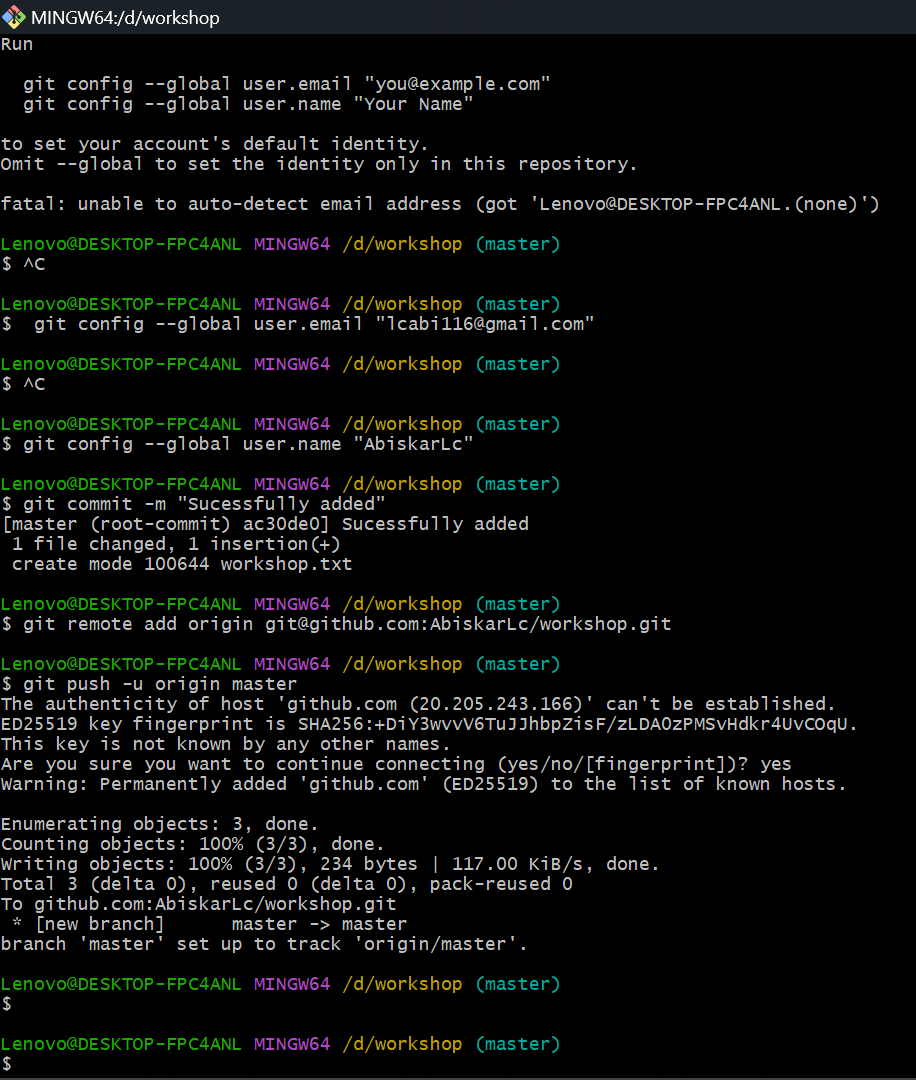 MINGW64:/d/workshop
Run
git config --global user.email "you@example.com"
git config --global user.name "Your Name"
to set your account's default identity.
Omit --global to set the identity only in this repository.
fatal: unable to auto-detect email address (got 'Lenovo@DESKTOP-FPC4ANL.(none)')
Lenovo@DESKTOP-FPC4ANL MINGW64 /d/workshop (master)
$ ^C
Lenovo@DESKTOP-FPC4ANL MINGW64 /d/workshop (master)
$  git config --global user.email "lcabi116@gmail.com"
Lenovo@DESKTOP-FPC4ANL MINGW64 /d/workshop (master)
$ ^C
Lenovo@DESKTOP-FPC4ANL MINGW64 /d/workshop (master)
$ git config --global user.name "AbiskarLc"
Lenovo@DESKTOP-FPC4ANL MINGW64 /d/workshop (master)
$ git commit -m "Sucessfully added"
[master (root-commit) ac30de0] Sucessfully added
1 file changed, 1 insertion(+)
create mode 100644 workshop.txt
Lenovo@DESKTOP-FPC4ANL MINGW64 /d/workshop (master)
$ git remote add origin git@github.com:AbiskarLc/workshop.git
Lenovo@DESKTOP-FPC4ANL MINGW64 /d/workshop (master)
$ git push -u origin master
The authenticity of host 'github.com (20.205.243.166)' can't be established.
ED25519 key fingerprint is SHA256:+DiY3wvvV6TuJJhbpZisF/zLDA0zPMSvHdkr4UvCOqU.
This key is not known by any other names.
Are you sure you want to continue connecting (yes/no/[fingerprint])? yes
Warning: Permanently added 'github.com' (ED25519) to the list of known hosts.
Enumerating objects: 3, done.
Counting objects: 100% (3/3), done.
Writing objects: 100% (3/3), 234 bytes | 117.00 KiB/s, done.
Total 3 (delta 0), reused 0 (delta 0), pack-reused 0
To github.com:AbiskarLc/workshop.git
* [new branch]      master -> master
branch 'master' set up to track 'origin/master'.
Lenovo@DESKTOP-FPC4ANL MINGW64 /d/workshop (master)
$
Lenovo@DESKTOP-FPC4ANL MINGW64 /d/workshop (master)
$